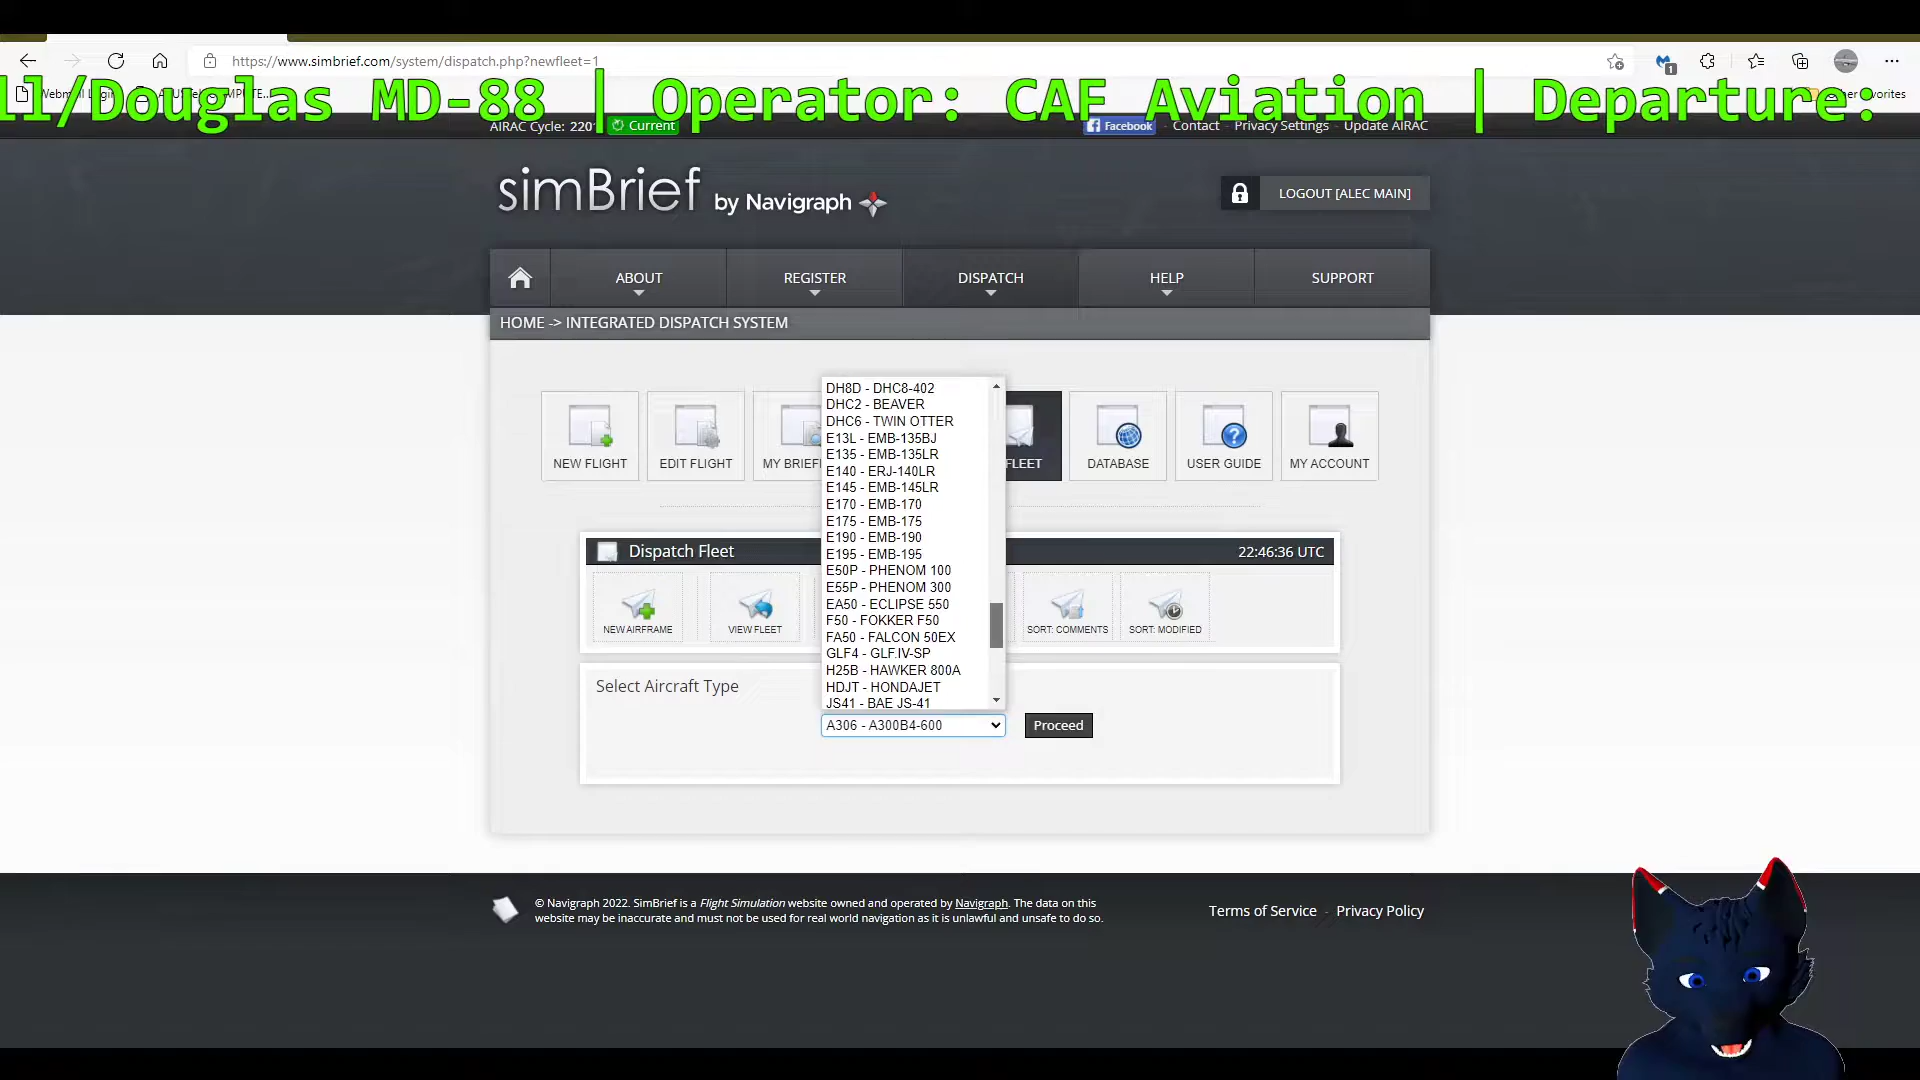 https://www.simbrief.com/system/dispatch.php?newfleet=1
1
ll/Douglas MD-88 | Operator: CAF Aviation | Departure:
AIRAC Cycle: 220
Current
Facebook - Contact - Privacy Settings - Update AIRAC
simBrief by Navigraph
LOGOUT [ALEC MAIN]
ABOUT
REGISTER
DISPATCH
HELP
SUPPORT
HOME -> INTEGRATED DISPATCH SYSTEM
NEW FLIGHT
EDIT FLIGHT
MY BRIEF
FLEET
DATABASE
USER GUIDE
MY ACCOUNT
DH8D - DHC8-402
DHC2 - BEAVER
DHC6 - TWIN OTTER
E13L - EMB-135BJ
E135 - EMB-135LR
E140 - ERJ-140LR
E145 - EMB-145LR
E170 - EMB-170
E175 - EMB-175
E190 - EMB-190
E195 - EMB-195
E50P - PHENOM 100
E55P - PHENOM 300
EA50 - ECLIPSE 550
F50 - FOKKER F50
FA50 - FALCON 50EX
GLF4 - GLF.IV-SP
H25B - HAWKER 800A
HDJT - HONDAJET
JS41 - BAE JS-41
Dispatch Fleet
22:46:36 UTC
NEW AIRFRAME
VIEW FLEET
SORT: COMMENTS
SORT: MODIFIED
Select Aircraft Type
A306 - A300B4-600
Proceed
© Navigraph 2022. SimBrief is a Flight Simulation website owned and operated by Navigraph. The data on this
website may be inaccurate and must not be used for real world navigation as it is unlawful and unsafe to do so.
Terms of Service - Privacy Policy